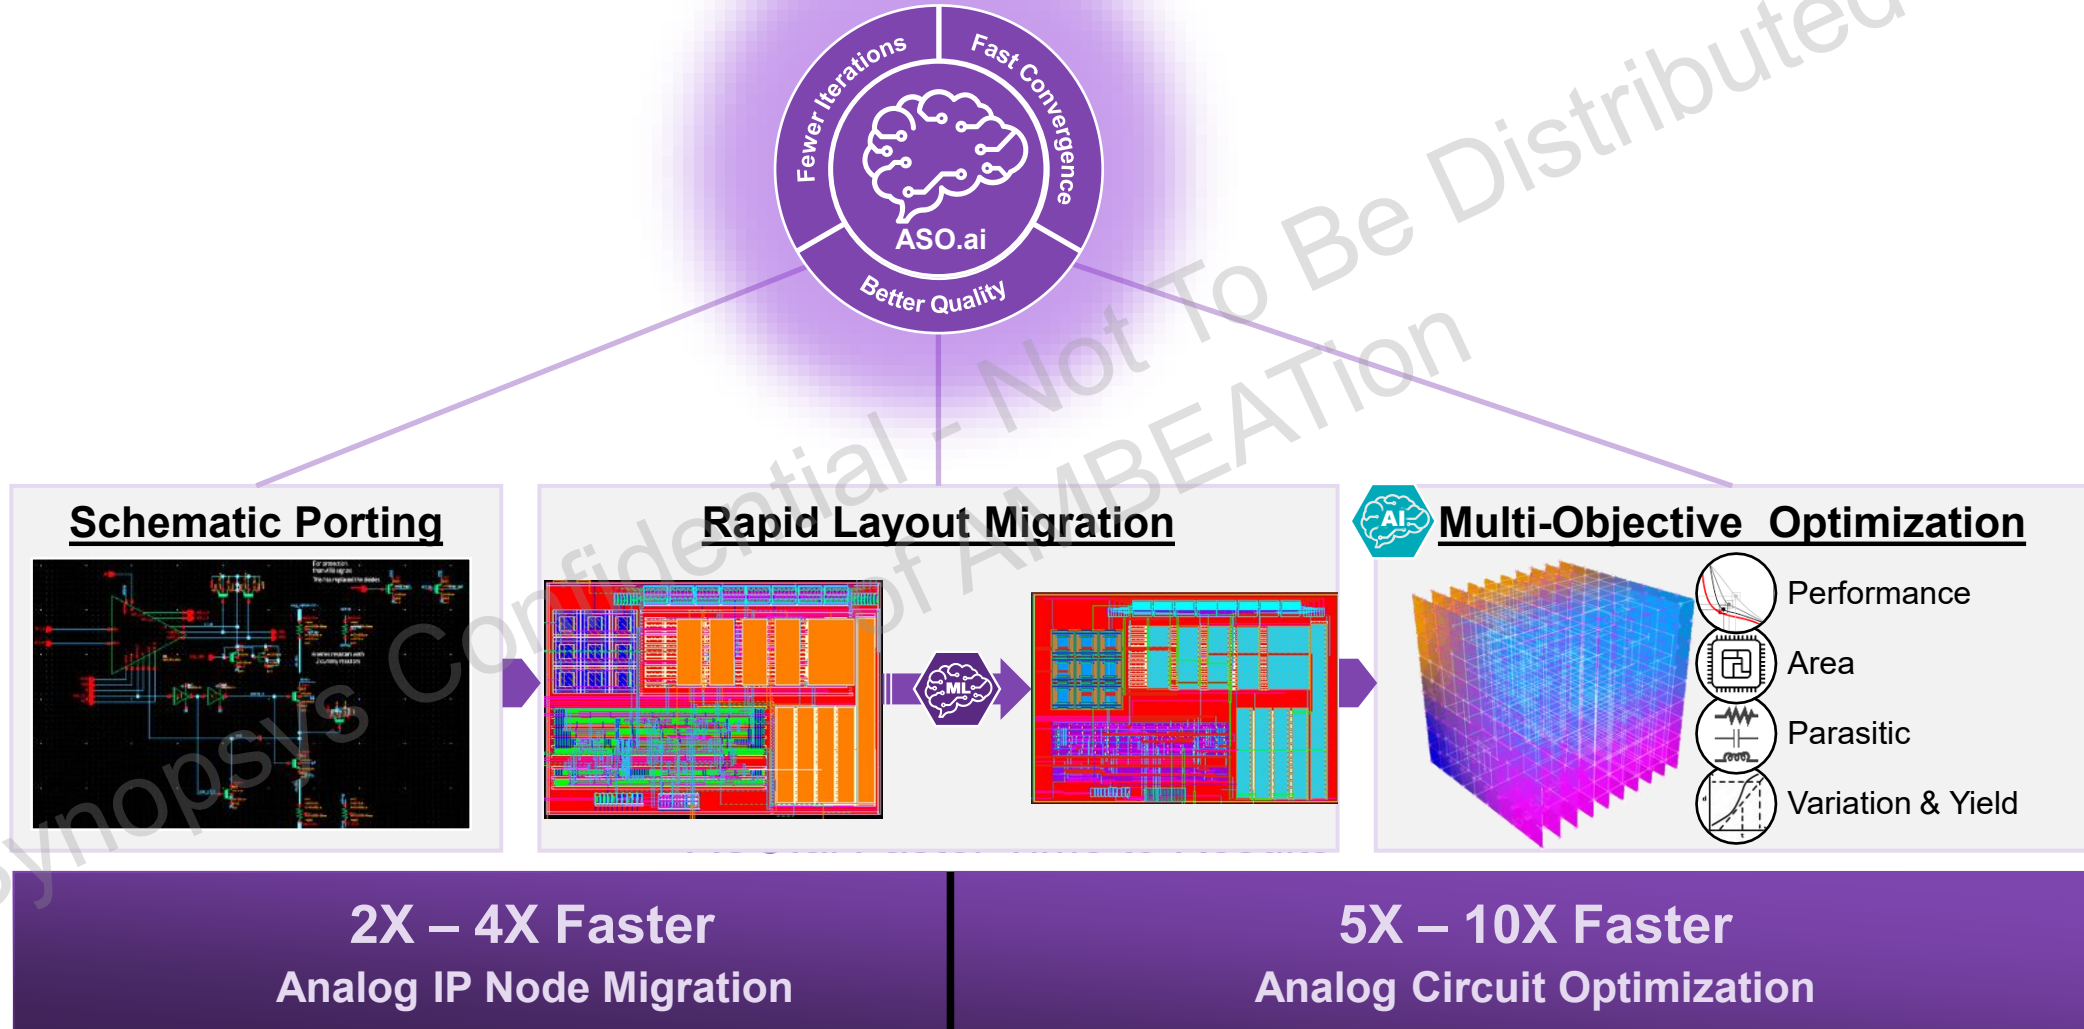 Fewer Iterations
Fast Convergence
ASO.ai
Better Quality
Synopsys Confidential - Not To Be Distributed
of AMBEATion
Schematic Porting
Rapid Layout Migration
AI
Multi-Objective Optimization
For protection
ML
Performance
Area
Parasitic
Variation & Yield
2X – 4X Faster
Analog IP Node Migration
5X – 10X Faster
Analog Circuit Optimization